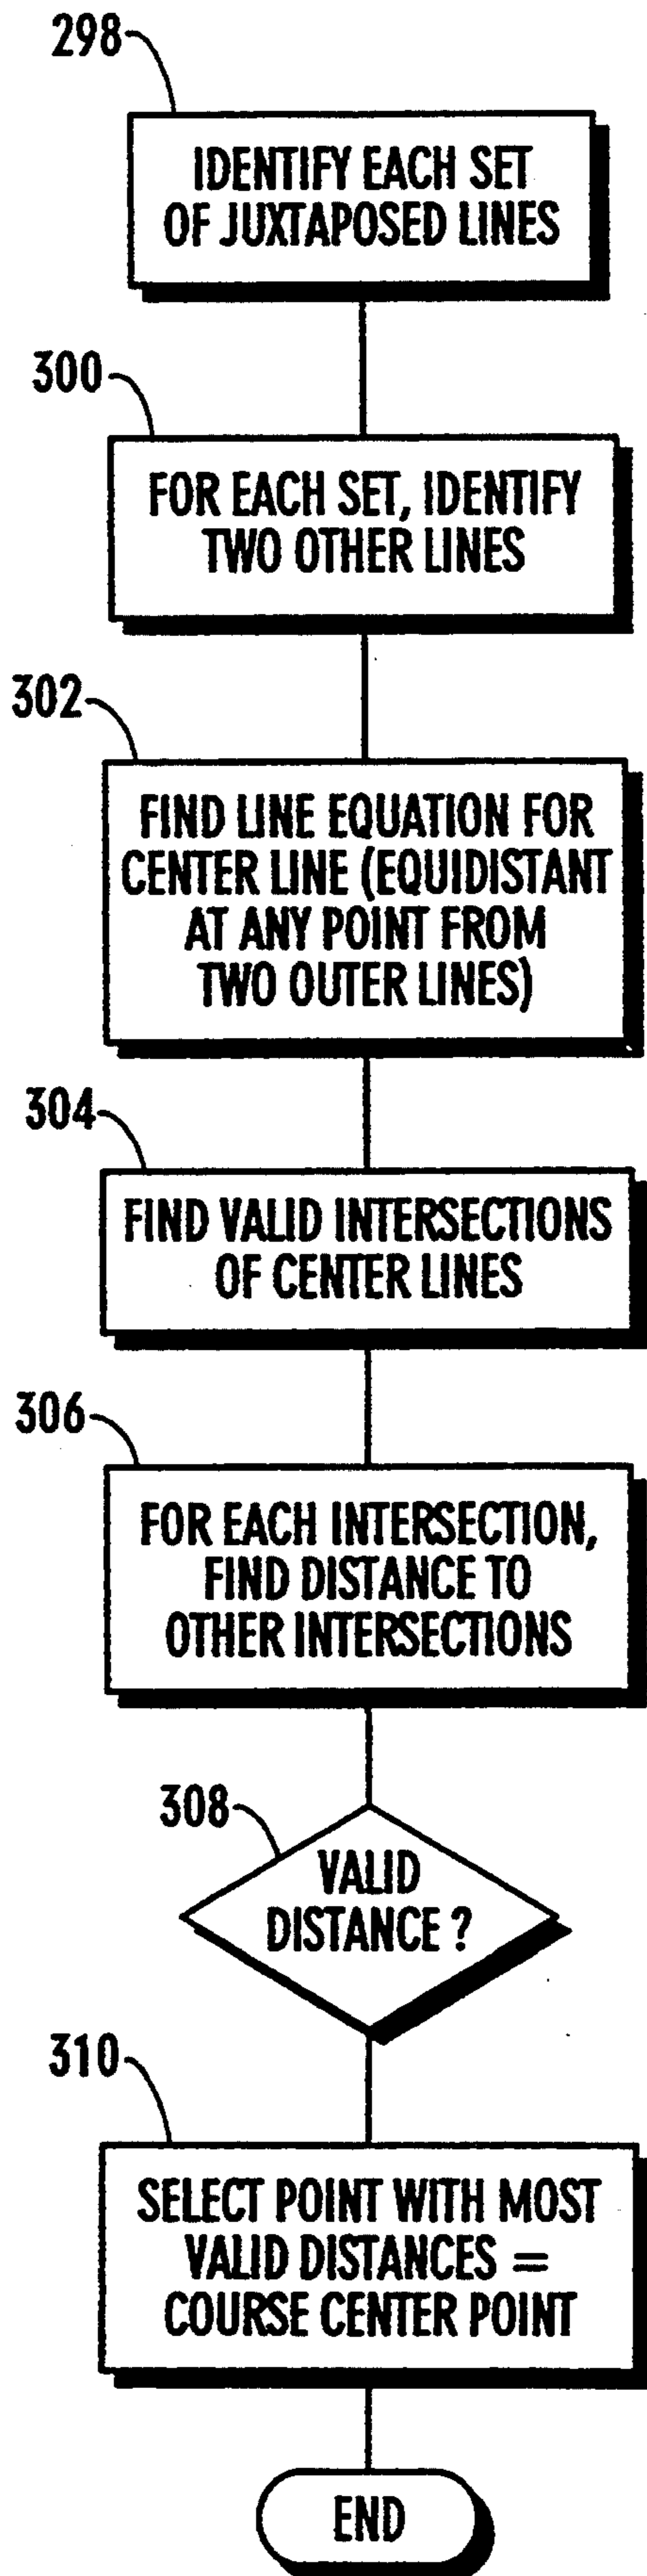 298
IDENTIFY EACH SET
OF JUXTAPOSED LINES
300
FOR EACH SET, IDENTIFY
TWO OTHER LINES
302
FIND LINE EQUATION FOR
CENTER LINE (EQUIDISTANT
AT ANY POINT FROM
TWO OUTER LINES)
304
FIND VALID INTERSECTIONS
OF CENTER LINES
306
FOR EACH INTERSECTION,
FIND DISTANCE TO
OTHER INTERSECTIONS
308
VALID
DISTANCE ?
310
SELECT POINT WITH MOST
VALID DISTANCES =
COURSE CENTER POINT
END